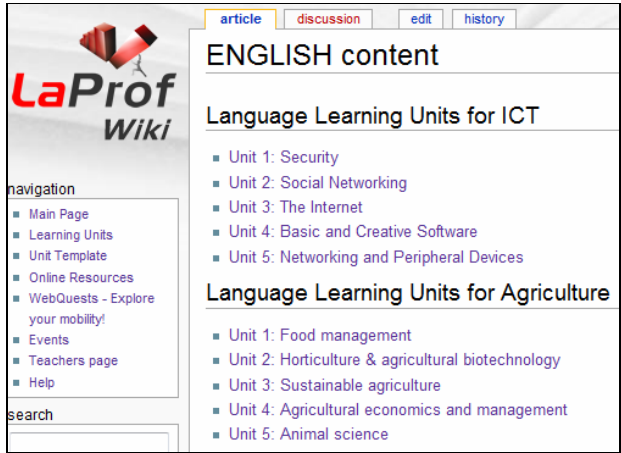 article discussion edit history
LaProf
Wiki
navigation
Main Page
Learning Units
Unit Template
Online Resources
WebQuests - Explore
your mobility!
Events
Teachers page
Help
search
ENGLISH content
Language Learning Units for ICT
Unit 1: Security
Unit 2: Social Networking
Unit 3: The Internet
Unit 4: Basic and Creative Software
Unit 5: Networking and Peripheral Devices
Language Learning Units for Agriculture
Unit 1: Food management
Unit 2: Horticulture & agricultural biotechnology
Unit 3: Sustainable agriculture
Unit 4: Agricultural economics and management
Unit 5: Animal science